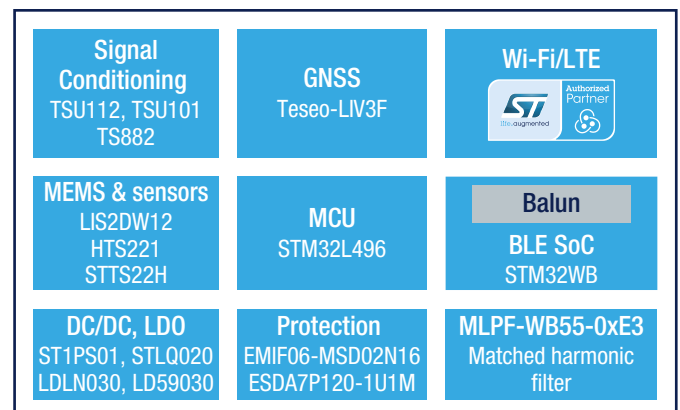 Signal
Conditioning
TSU112, TSU101
TS882
GNSS
Teseo-LIV3F
Wi-Fi/LTE
ST
life.augmented
Authorized
Partner
MEMS & sensors
LIS2DW12
HTS221
STTS22H
MCU
STM32L496
Balun
BLE SoC
STM32WB
DC/DC, LDO
ST1PS01, STLQ020
LDLN030, LD59030
Protection
EMIF06-MSD02N16
ESDA7P120-1U1M
MLPF-WB55-0xE3
Matched harmonic
filter